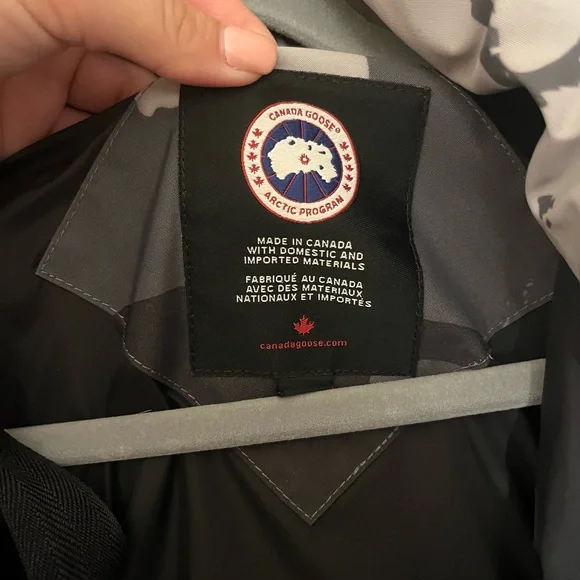 CANADA GOOSE®
ARCTIC PROGRAM
MADE IN CANADA
WITH DOMESTIC AND
IMPORTED MATERIALS
FABRIQUÉ AU CANADA
AVEC DES MATERIAUX
NATIONAUX ET IMPORTÉS
canadagoose.com